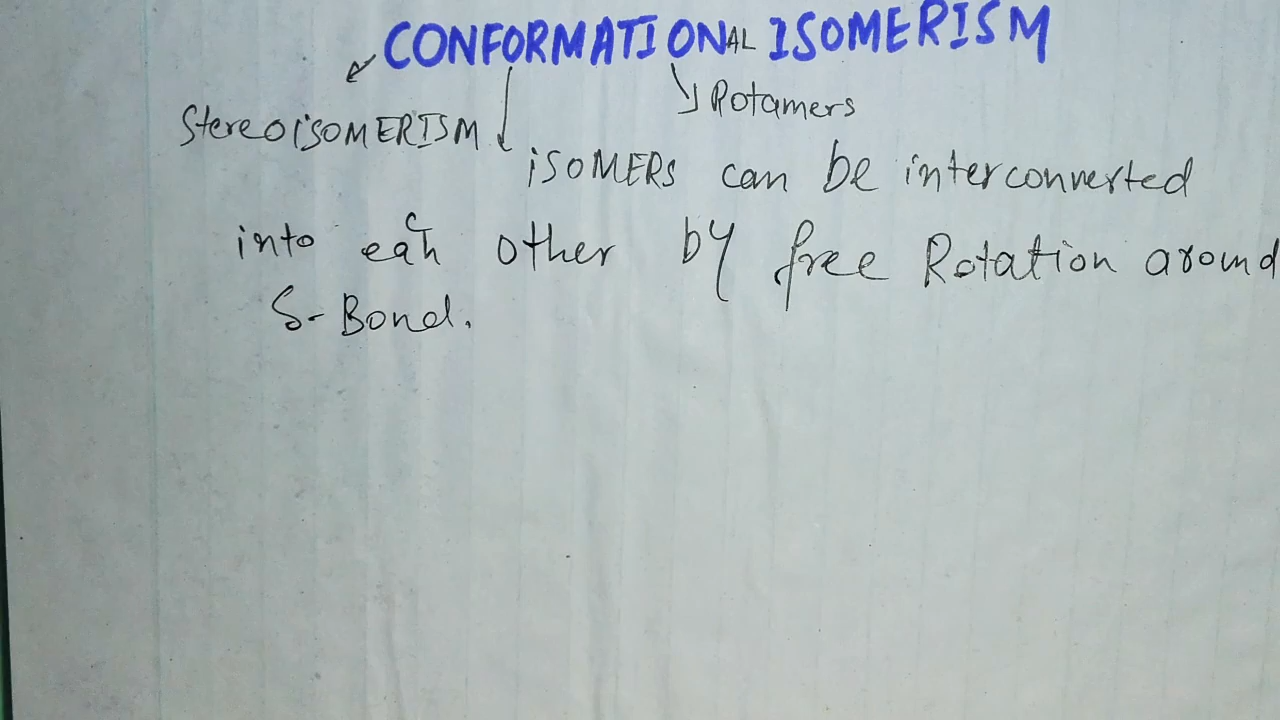 CONFORMATIONAL ISOMERISM
Rotamers
StereoisOMERISM
iSOMERS can be interconverted
into each other by free Rotation around
S-Bond.